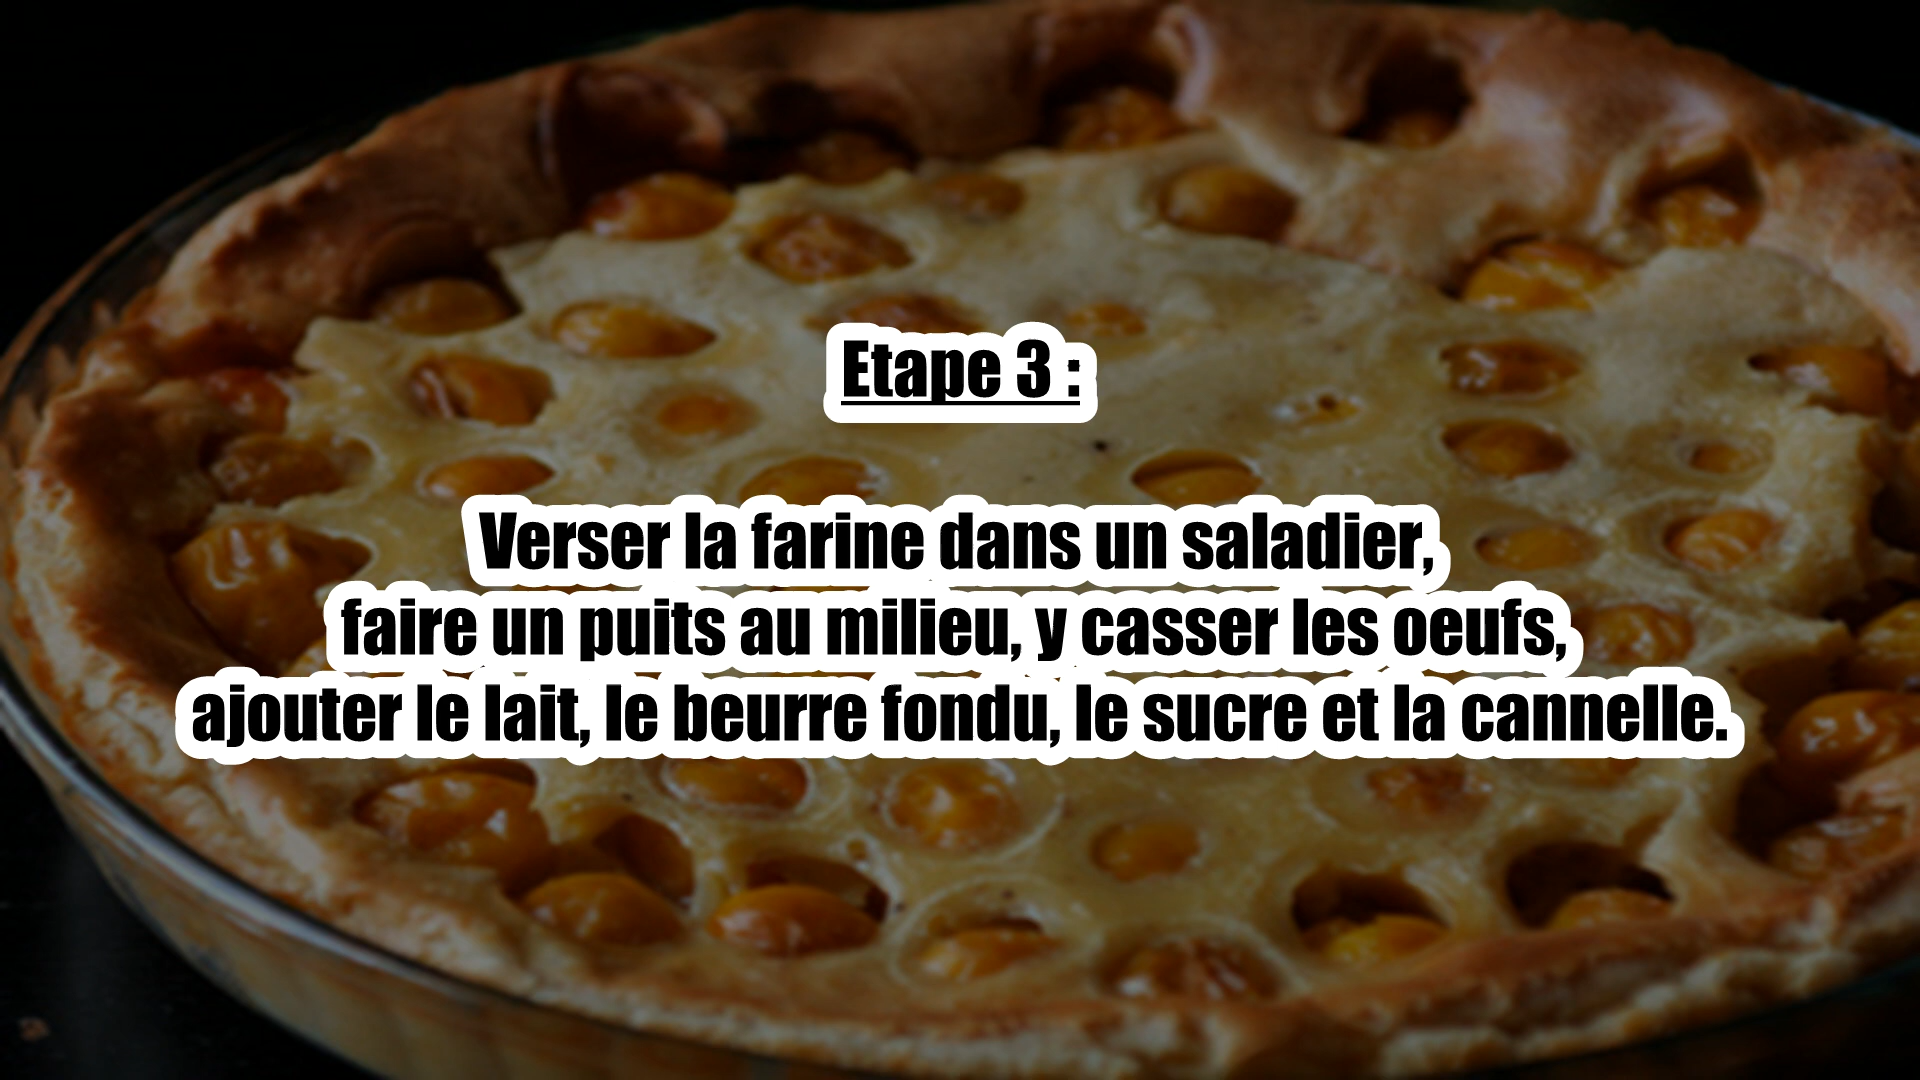 Etape 3 :
Verser la farine dans un saladier,
faire un puits au milieu, y casser les oeufs,
ajouter le lait, le beurre fondu, le sucre et la cannelle.